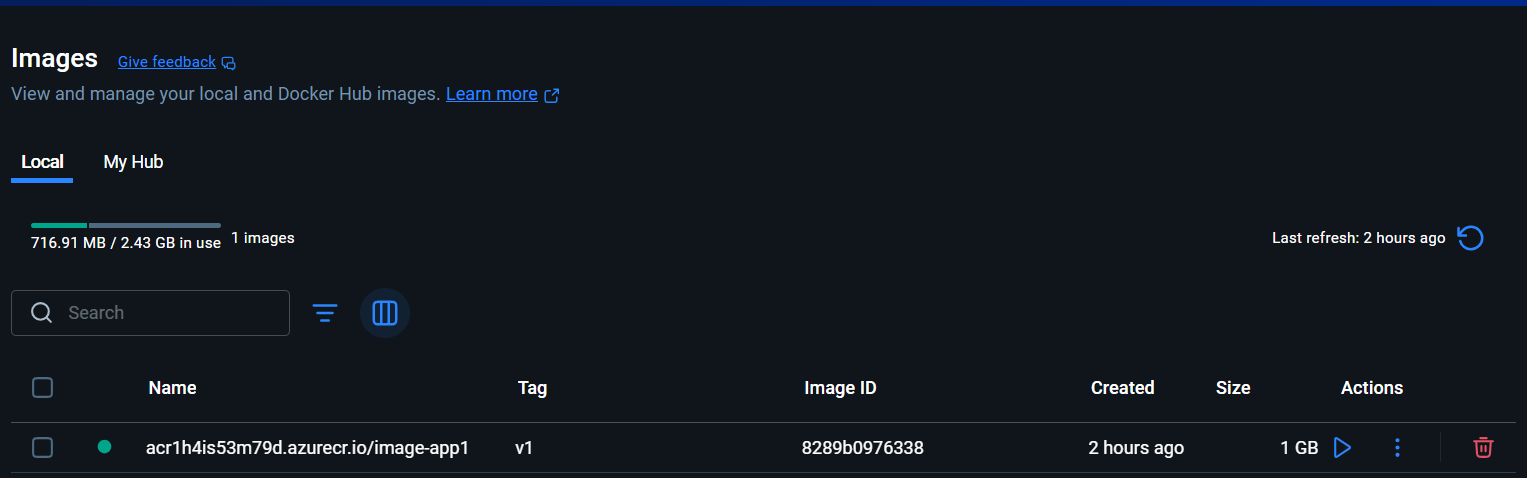 Images Give feedback
View and manage your local and Docker Hub images. Learn more
Local My Hub
716.91 MB / 2.43 GB in use 1 images Last refresh: 2 hours ago
Search
Name Tag Image ID Created Size Actions
acr1h4is53m79d.azurecr.io/image-app1 v1 8289b0976338 2 hours ago 1 GB